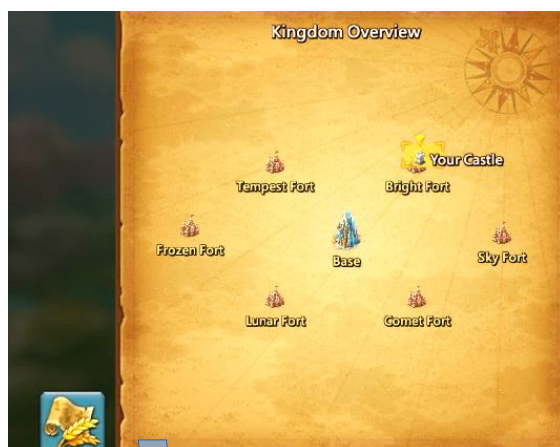 Kingdom Overview
Your Castle
Tempest Fort
Bright Fort
Frozen Fort
Base
Sky Fort
Lunar Fort
Comet Fort